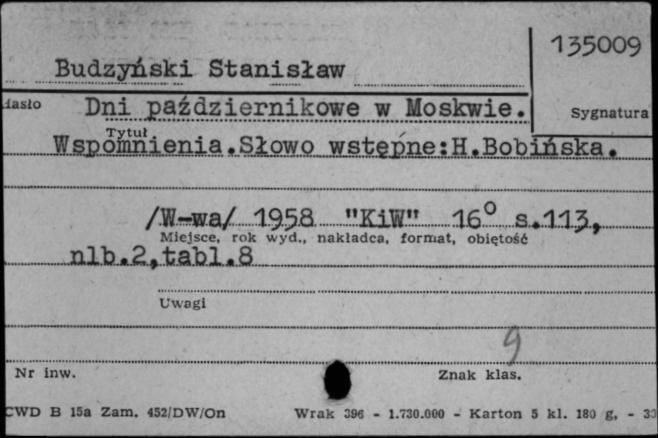 135009
Budzyński Stanisław
Hasło Dni październikowe w Moskwie. Sygnatura
Tytuł
Wspomnienia.Słowo wstępne:H.Bobińska.
/W-wa/ 1958 "KiW" 16° s.113,
Miejsce, rok wyd., nakładca, format, objętość
nlb.2,tabl.8
Uwagi
9
Nr inw. Znak klas.
CWD B 15a Zam. 452/DW/On Wrak 396 - 1.730.000 - Karton 5 kl. 180 g, - 33